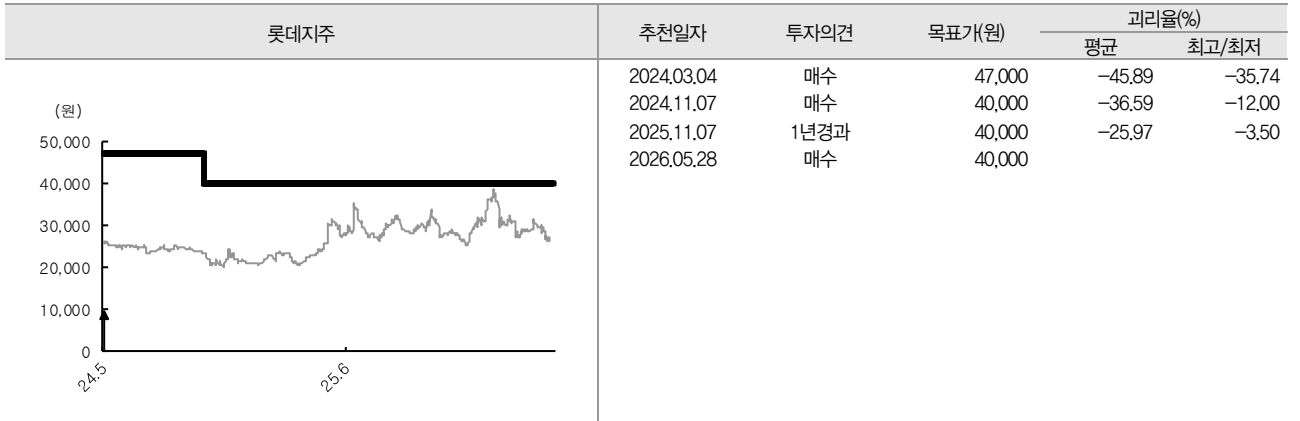 롯데지주
추천일자 투자의견 목표가(원) 괴리율(%)
평균 최고/최저
2024.03.04 매수 47,000 -45.89 -35.74
2024.11.07 매수 40,000 -36.59 -12.00
2025.11.07 1년경과 40,000 -25.97 -3.50
2026.05.28 매수 40,000
(원)
50,000
40,000
30,000
20,000
10,000
0
24.5 25.6